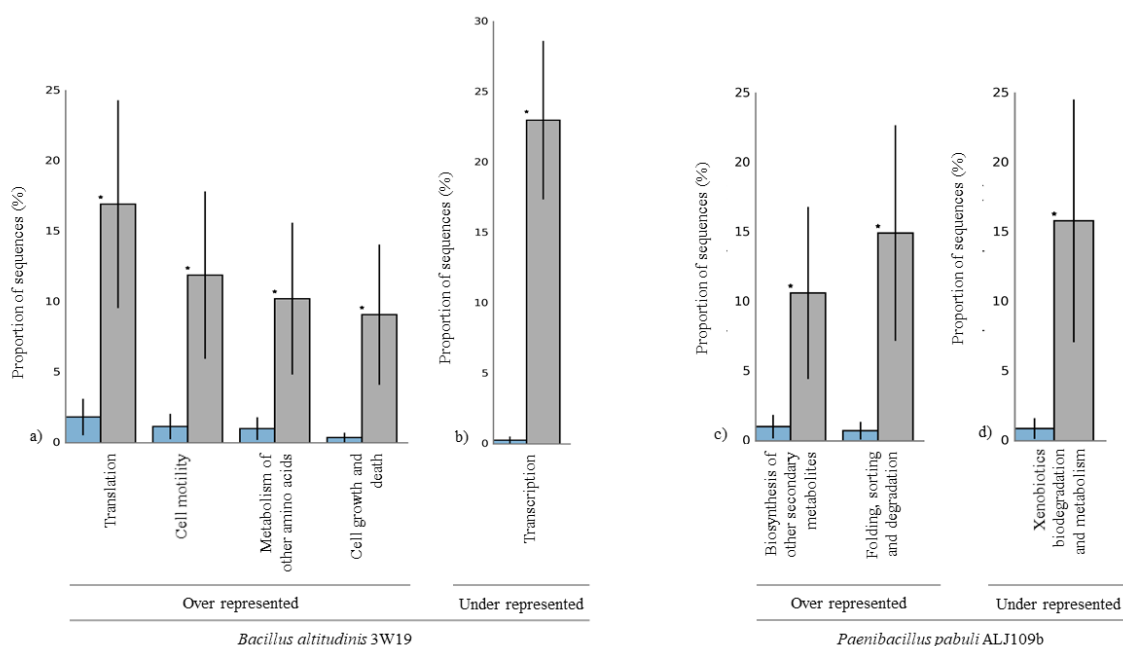 Proportion of sequences (%)
25
20
15
10
5
0
a)
Translation
Cell motility
Metabolism of
other amino acids
Cell growth and
death
Over represented
Proportion of sequences (%)
30
25
20
15
10
5
0
b)
Transcription
Under represented
Bacillus altitudinis 3W19
Proportion of sequences (%)
25
20
15
10
5
0
c)
Biosynthesis of
other secondary
metabolites
Folding, sorting
and degradation
Over represented
Proportion of sequences (%)
25
20
15
10
5
0
d)
Xenobiotics
biodegradation
and metabolism
Under represented
Paenibacillus pabuli ALJ109b